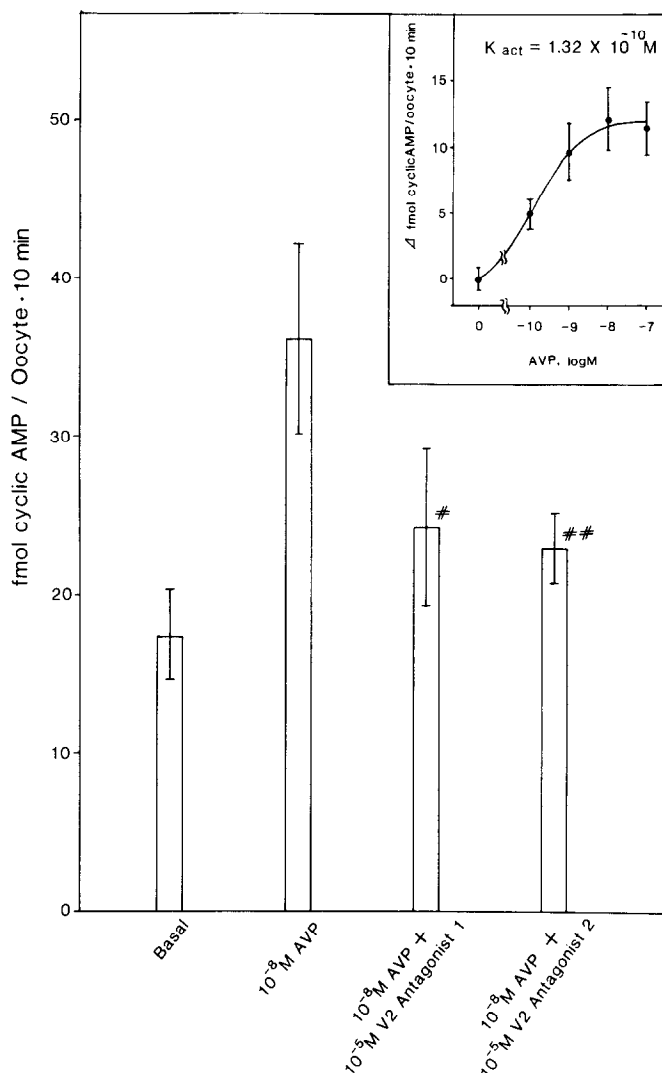 fmol cyclic AMP / Oocyte · 10 min
50
40
30
20
10
0
#
##
Basal
10⁻⁸M AVP
10⁻⁸M AVP +
10⁻⁵M V2 Antagonist 1
10⁻⁸M AVP +
10⁻⁵M V2 Antagonist 2
K act = 1.32 X 10⁻¹⁰M
Δ fmol cyclicAMP/oocyte·10 min
15
10
5
0
0 -10 -9 -8 -7
AVP, logM